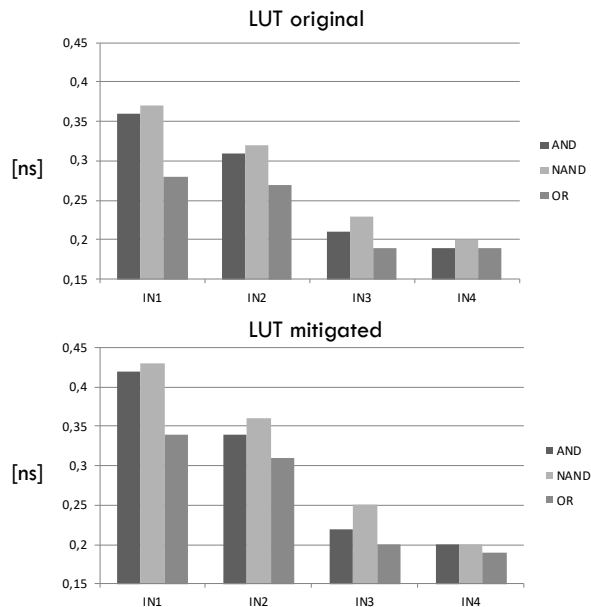 LUT original
0,45
0,4
0,35
0,3
0,25
0,2
0,15
[ns]
IN1 IN2 IN3 IN4
AND
NAND
OR
LUT mitigated
0,45
0,4
0,35
0,3
0,25
0,2
0,15
[ns]
IN1 IN2 IN3 IN4
AND
NAND
OR